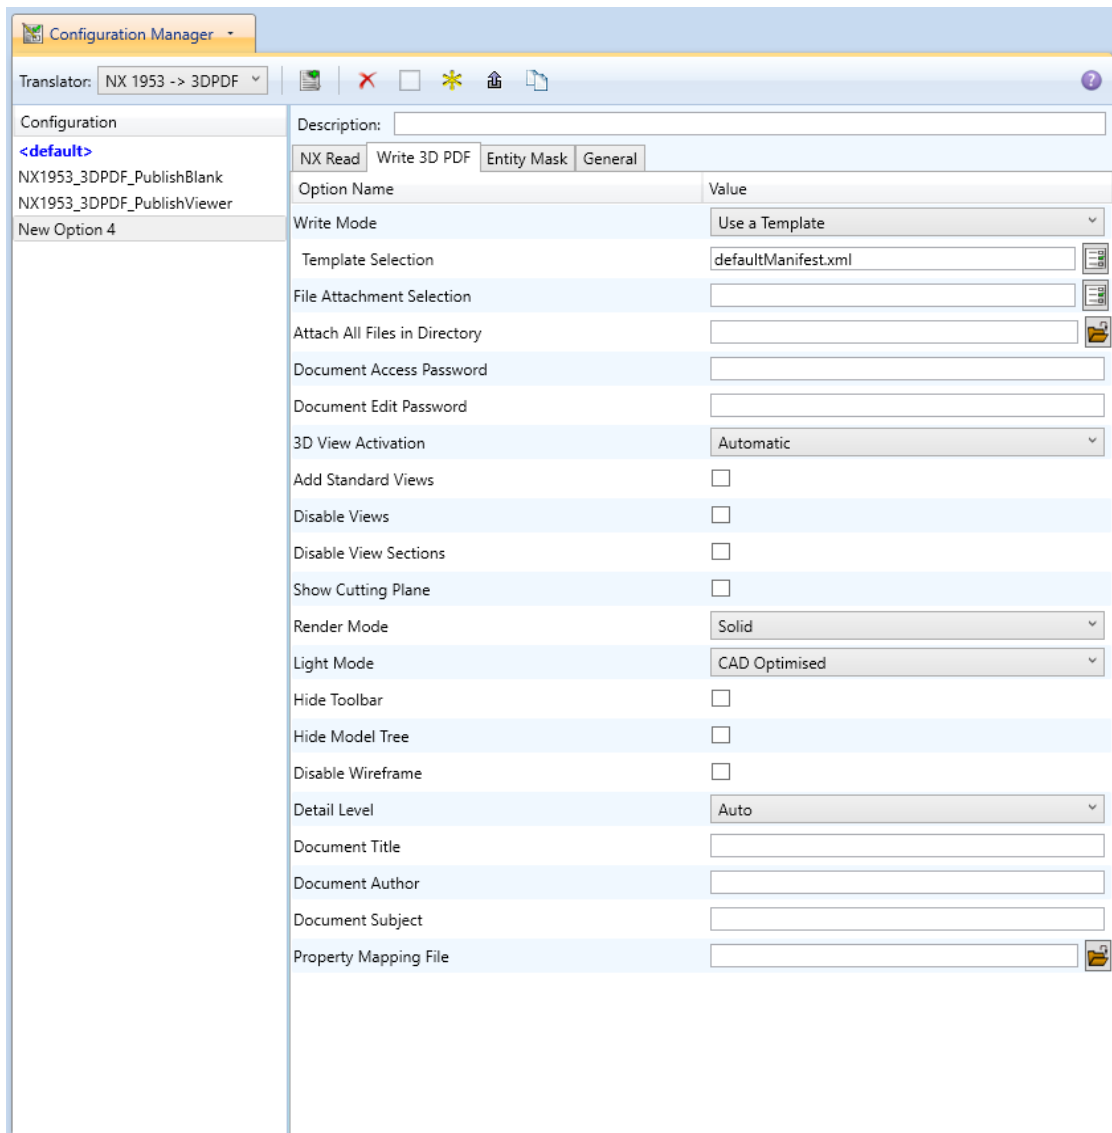 Configuration Manager
Translator: NX 1953 -> 3DPDF
Configuration
<default>
NX1953_3DPDF_PublishBlank
NX1953_3DPDF_PublishViewer
New Option 4
Description:
NX Read Write 3D PDF Entity Mask General
Option Name Value
Write Mode Use a Template
Template Selection defaultManifest.xml
File Attachment Selection
Attach All Files in Directory
Document Access Password
Document Edit Password
3D View Activation Automatic
Add Standard Views
Disable Views
Disable View Sections
Show Cutting Plane
Render Mode Solid
Light Mode CAD Optimised
Hide Toolbar
Hide Model Tree
Disable Wireframe
Detail Level Auto
Document Title
Document Author
Document Subject
Property Mapping File